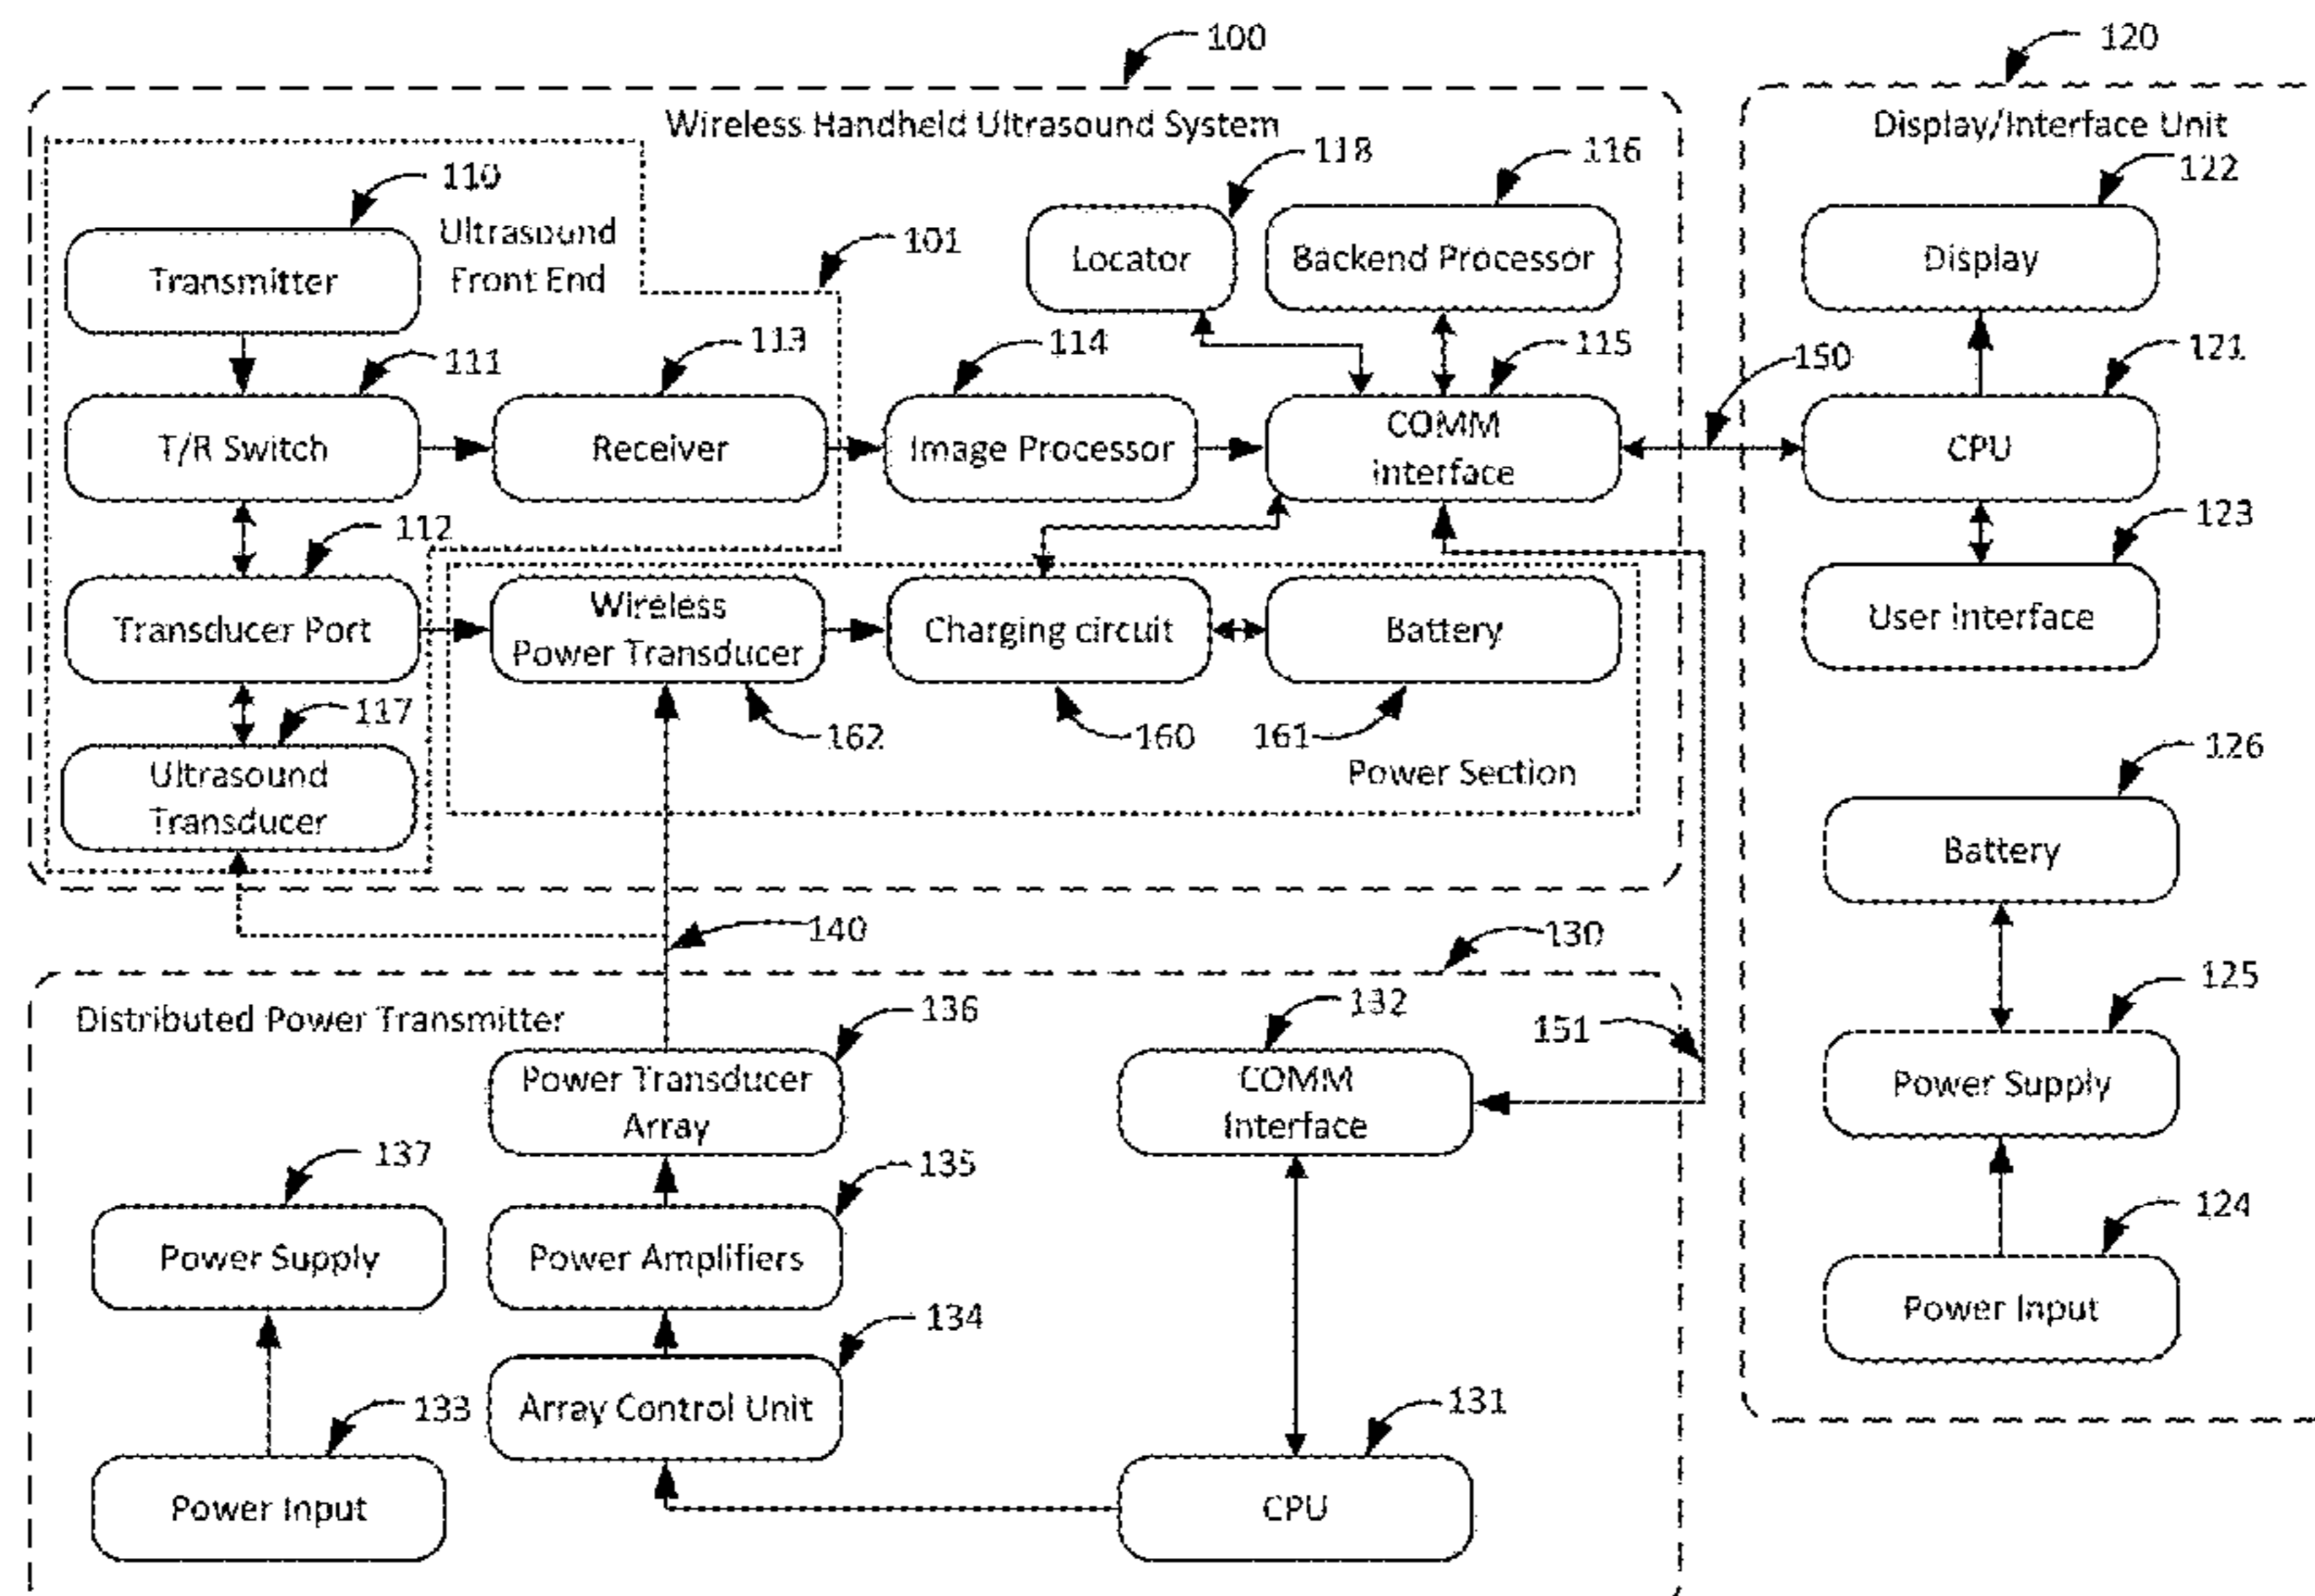 100
120
Wireless Handheld Ultrasound System
Display/Interface Unit
118
116
122
110
Ultrasound
Front End
101
Transmitter
Locator
Backend Processor
Display
111
113
114
115
150
121
T/R Switch
Receiver
Image Processor
COMM
interface
CPU
112
123
Transducer Port
Wireless
Power Transducer
Charging circuit
Battery
User interface
117
162
160
161
Power Section
126
Ultrasound
Transducer
Battery
140
130
125
Distributed Power Transmitter
136
132
151
Power Transducer
Array
COMM
Interface
Power Supply
137
135
124
Power Supply
Power Amplifiers
Power Input
134
133
Array Control Unit
131
Power Input
CPU